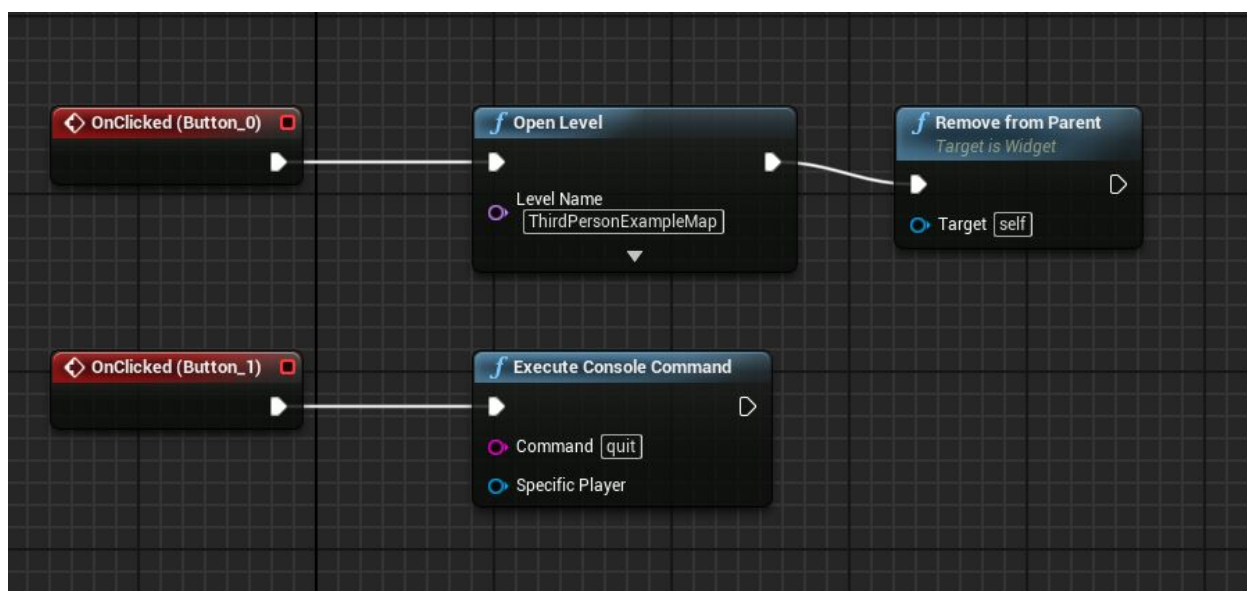 OnClicked (Button_0)
Open Level
Level Name
ThirdPersonExampleMap
Remove from Parent
Target is Widget
Target self
OnClicked (Button_1)
Execute Console Command
Command quit
Specific Player